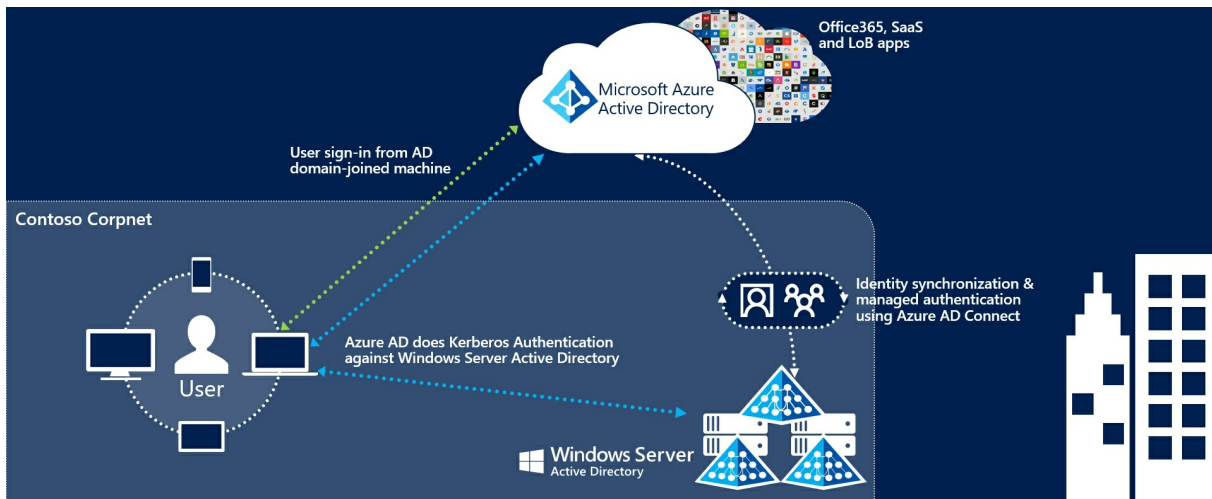 Office365, SaaS
and LoB apps
Microsoft Azure
Active Directory
User sign-in from AD
domain-joined machine
Contoso Corpnet
Identity synchronization &
managed authentication
using Azure AD Connect
Azure AD does Kerberos Authentication
against Windows Server Active Directory
User
Windows Server
Active Directory